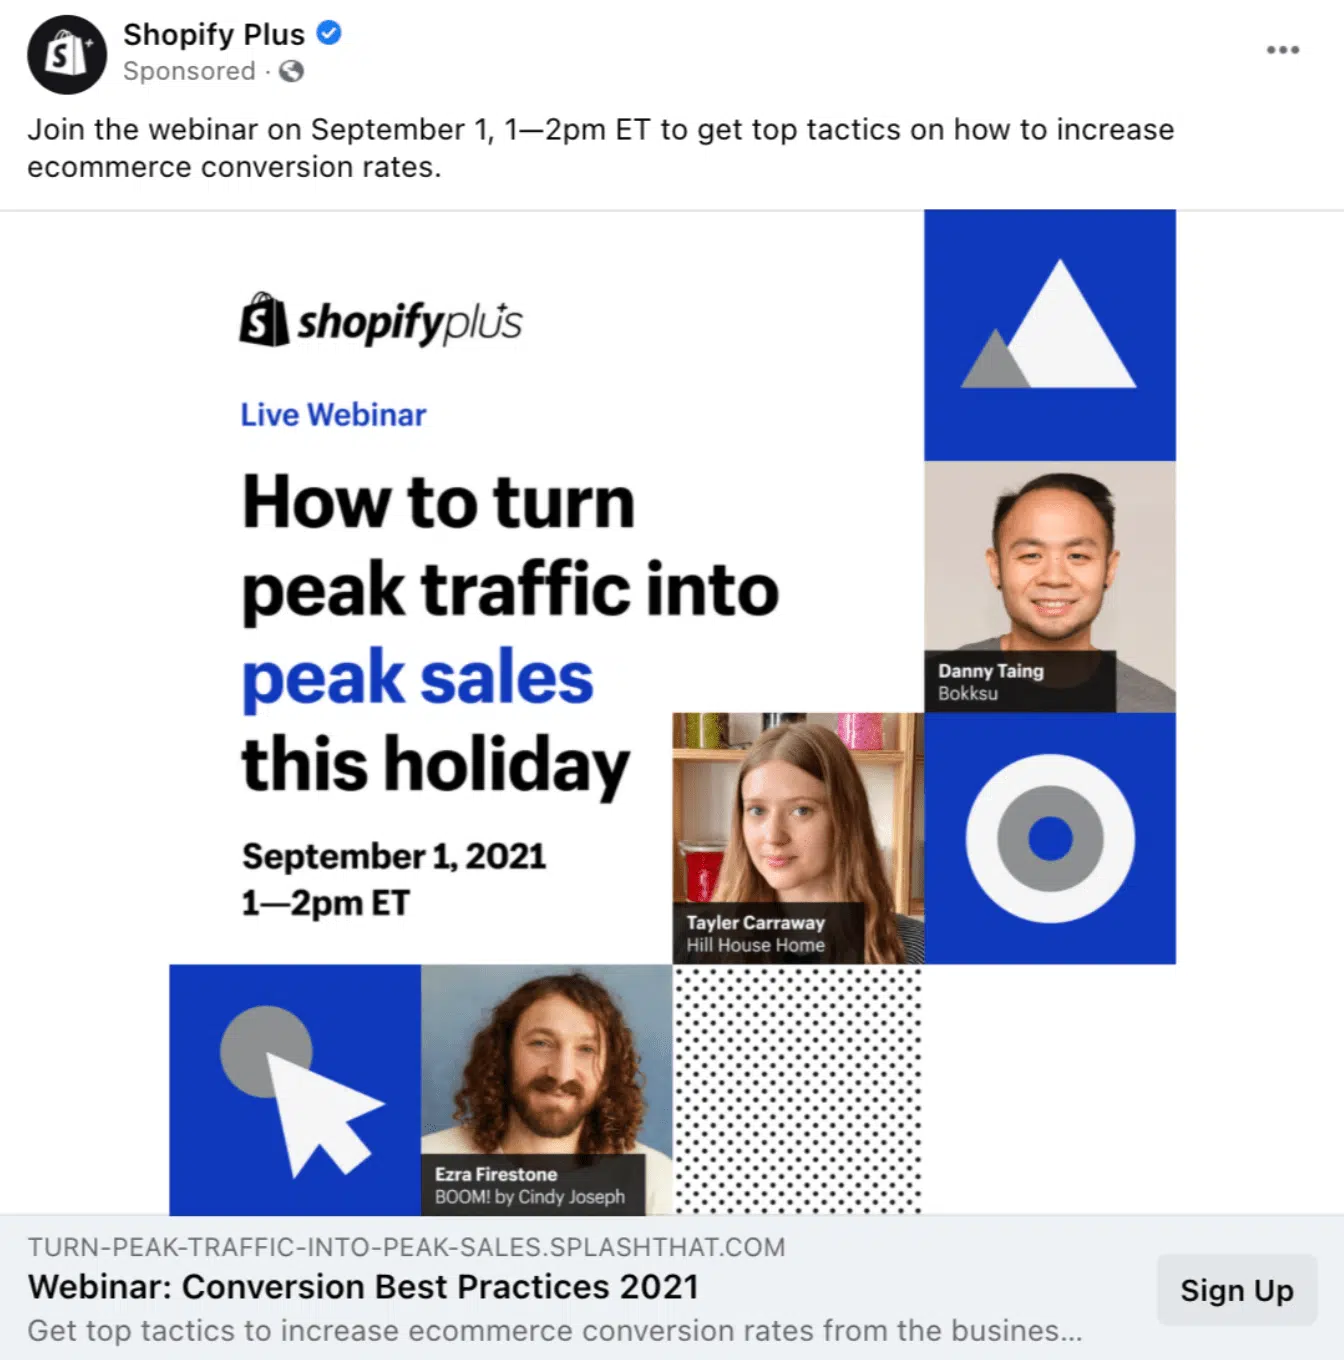 Shopify Plus
Sponsored ·
Join the webinar on September 1, 1—2pm ET to get top tactics on how to increase
ecommerce conversion rates.
shopifyplus
Live Webinar
How to turn
peak traffic into
peak sales
this holiday
September 1, 2021
1—2pm ET
Danny Taing
Bokksu
Tayler Carraway
Hill House Home
Ezra Firestone
BOOM! by Cindy Joseph
TURN-PEAK-TRAFFIC-INTO-PEAK-SALES.SPLASHTHAT.COM
Webinar: Conversion Best Practices 2021
Get top tactics to increase ecommerce conversion rates from the busines...
Sign Up